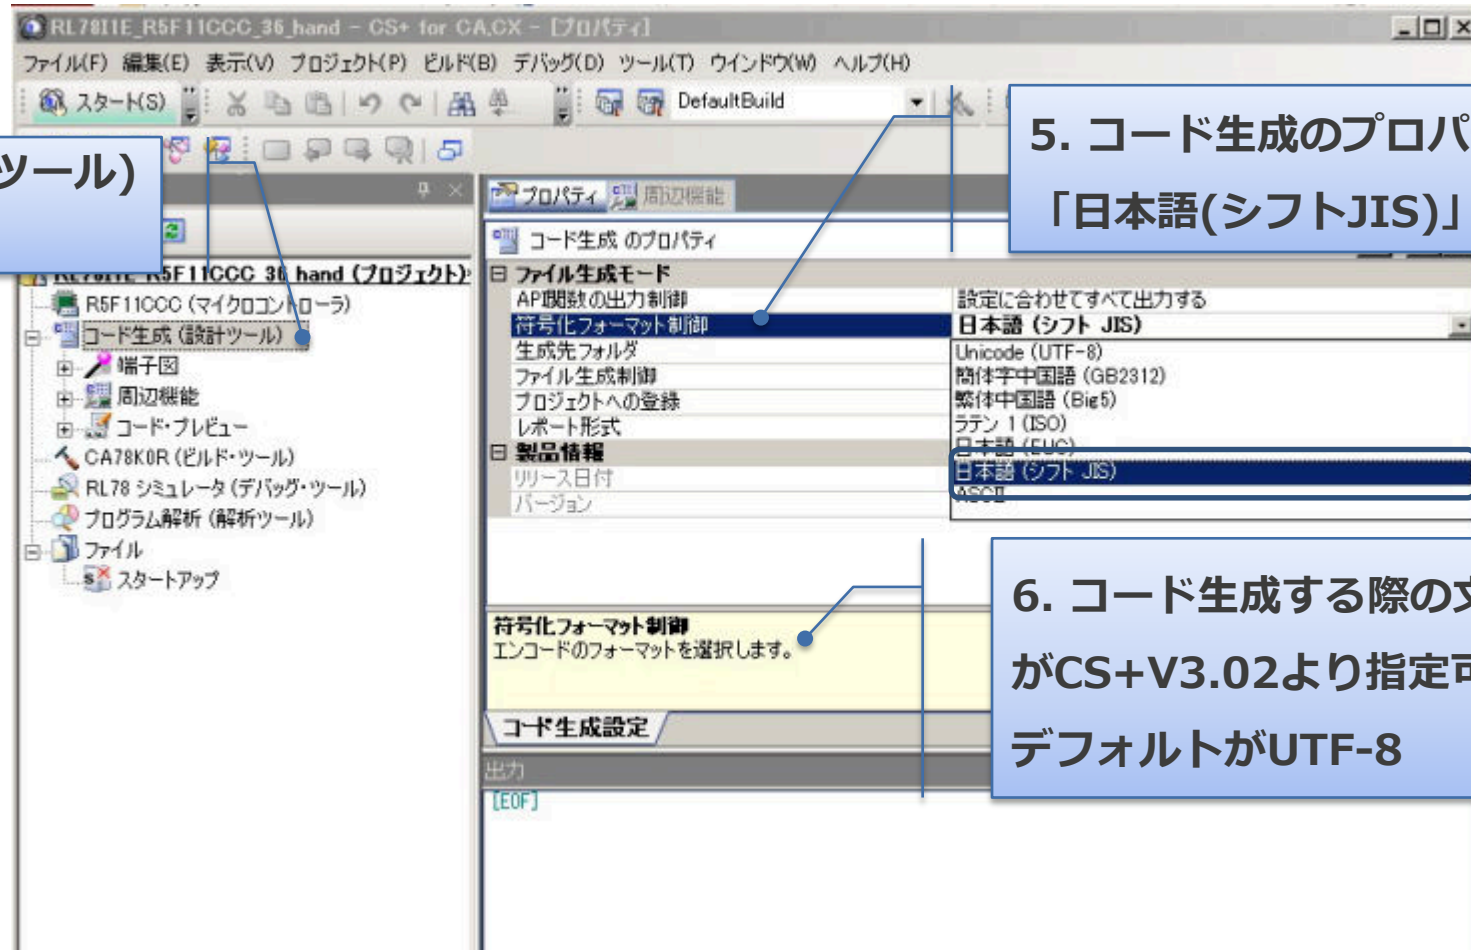 RL78I1E_R5F11CCC_36_hand - CS+ for CA,CX - [プロパティ]
ファイル(F) 編集(E) 表示(V) プロジェクト(P) ビルド(B) デバッグ(D) ツール(T) ウインドウ(W) ヘルプ(H)
スタート(S)
DefaultBuild
ツール)
5. コード生成のプロパ
「日本語(シフトJIS)」
プロパティ 周辺機能
コード生成 のプロパティ
RL78I1E_R5F11CCC_36_hand (プロジェクト)
R5F11CCC (マイクロコントローラ)
コード生成 (設計ツール)
端子図
周辺機能
コード・プレビュー
CA78K0R (ビルド・ツール)
RL78 シミュレータ (デバッグ・ツール)
プログラム解析 (解析ツール)
ファイル
スタートアップ
ファイル生成モード
API関数の出力制御 設定に合わせてすべて出力する
符号化フォーマット制御 日本語 (シフト JIS)
生成先フォルダ
ファイル生成制御
プロジェクトへの登録
レポート形式
製品情報
リリース日付
バージョン
Unicode (UTF-8)
簡体字中国語 (GB2312)
繁体中国語 (Big5)
ラテン 1 (ISO)
日本語 (EUC)
日本語 (シフト JIS)
ASCII
符号化フォーマット制御
エンコードのフォーマットを選択します。
コード生成設定
6. コード生成する際の
がCS+V3.02より指定可
デフォルトがUTF-8
出力
[EOF]